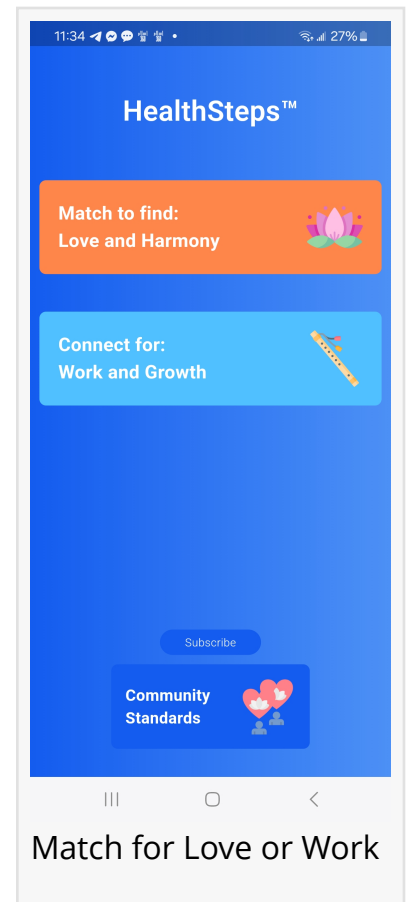 11:34
27%
HealthSteps™
Match to find:
Love and Harmony
Connect for:
Work and Growth
Subscribe
Community
Standards
Match for Love or Work